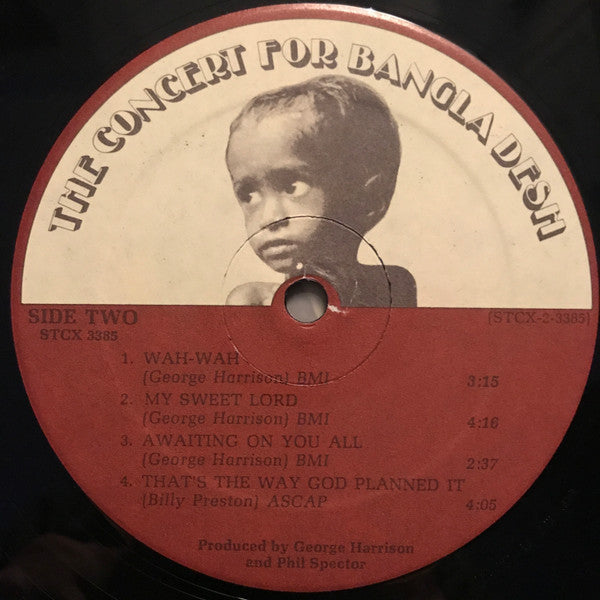 THE CONCERT FOR BANGLA DESH
SIDE TWO
STCX 3385
(STCX-2-3385)
1. WAH-WAH
(George Harrison) BMI 3:15
2. MY SWEET LORD
(George Harrison) BMI 4:16
3. AWAITING ON YOU ALL
(George Harrison) BMI 2:37
4. THAT'S THE WAY GOD PLANNED IT
(Billy Preston) ASCAP 4:05
Produced by George Harrison
and Phil Spector